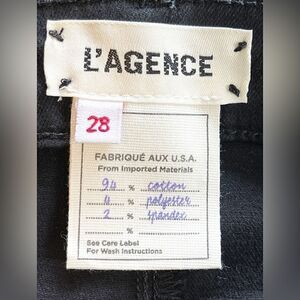 L'AGENCE
28
FABRIQUÉ AUX U.S.A.
From Imported Materials
94 % cotton
4 % polyester
2 % spandex
See Care Label
For Wash Instructions